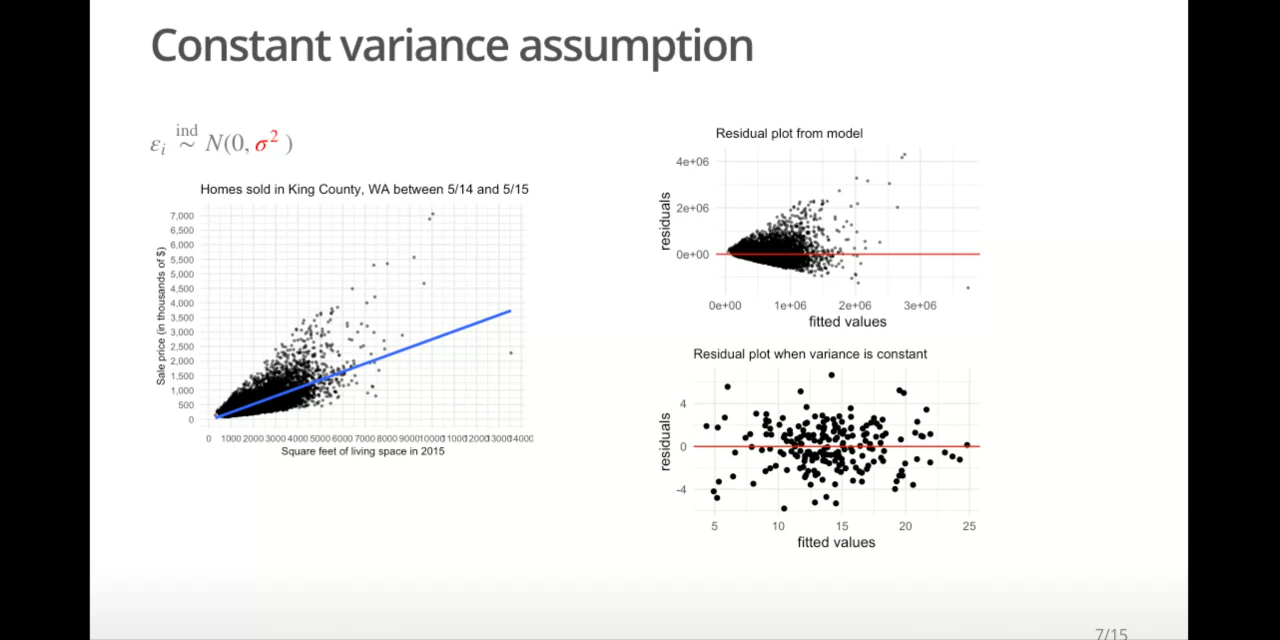 Constant variance assumption
εᵢ ind ~ N(0, σ² )
Homes sold in King County, WA between 5/14 and 5/15
Sale price (in thousands of $)
7,000
6,500
6,000
5,500
5,000
4,500
4,000
3,500
3,000
2,500
2,000
1,500
1,000
500
0
0 1000 2000 3000 4000 5000 6000 7000 8000 9000 10000 11000 12000 13000 14000
Square feet of living space in 2015
Residual plot from model
residuals
4e+06
2e+06
0e+00
0e+00 1e+06 2e+06 3e+06
fitted values
Residual plot when variance is constant
residuals
4
0
-4
5 10 15 20 25
fitted values
7/15